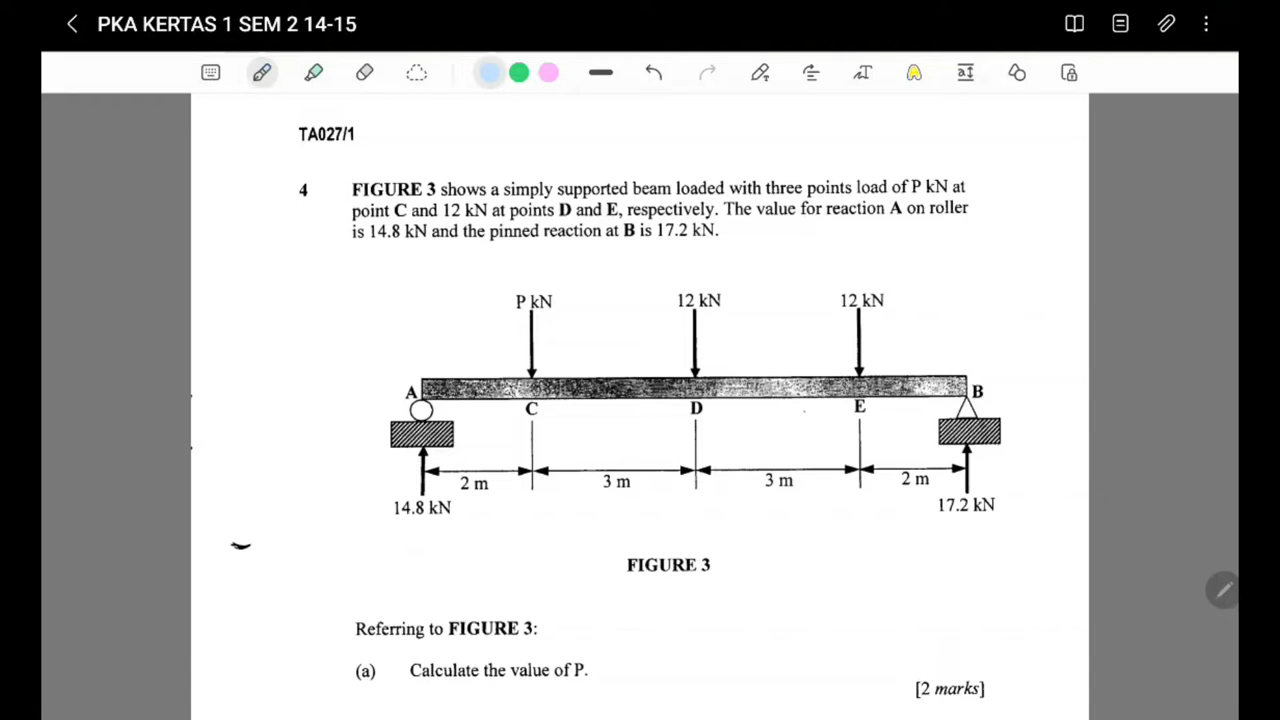 PKA KERTAS 1 SEM 2 14-15
TA027/1
4 FIGURE 3 shows a simply supported beam loaded with three points load of P kN at
point C and 12 kN at points D and E, respectively. The value for reaction A on roller
is 14.8 kN and the pinned reaction at B is 17.2 kN.
P kN 12 kN 12 kN
A B
C D E
2 m 3 m 3 m 2 m
14.8 kN 17.2 kN
FIGURE 3
Referring to FIGURE 3:
(a) Calculate the value of P.
[2 marks]